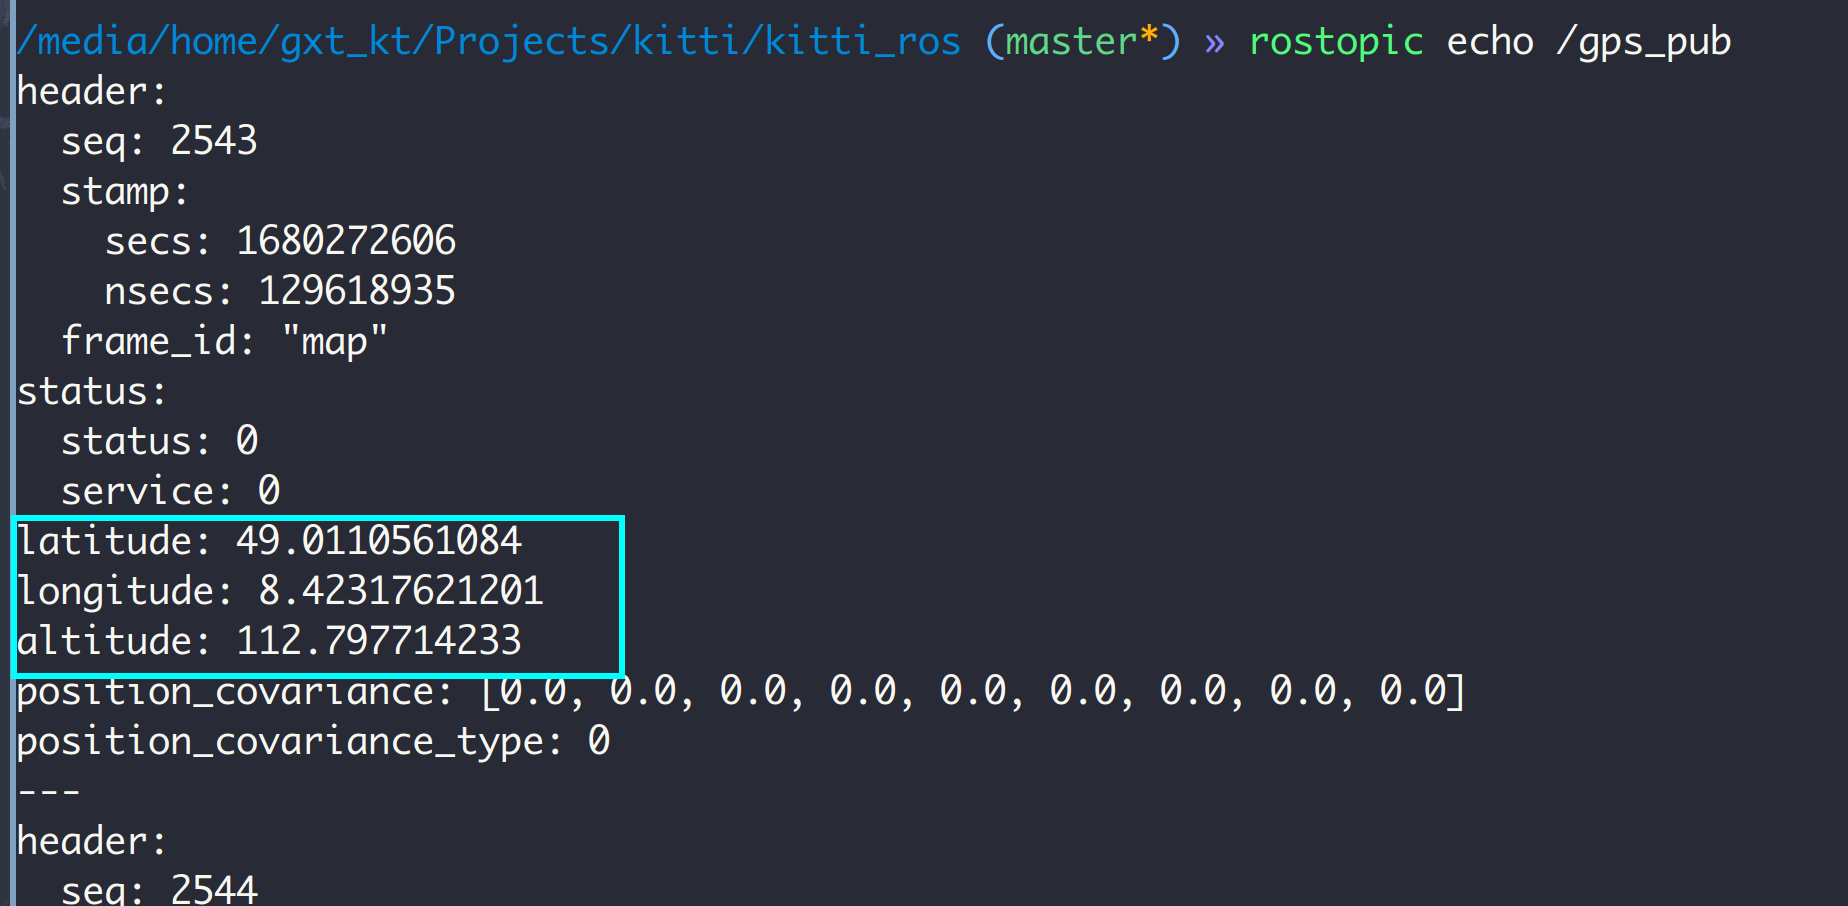 /media/home/gxt_kt/Projects/kitti/kitti_ros (master*) » rostopic echo /gps_pub
header:
  seq: 2543
  stamp:
    secs: 1680272606
    nsecs: 129618935
  frame_id: "map"
status:
  status: 0
  service: 0
latitude: 49.0110561084
longitude: 8.42317621201
altitude: 112.797714233
position_covariance: [0.0, 0.0, 0.0, 0.0, 0.0, 0.0, 0.0, 0.0, 0.0]
position_covariance_type: 0
---
header:
  seq: 2544